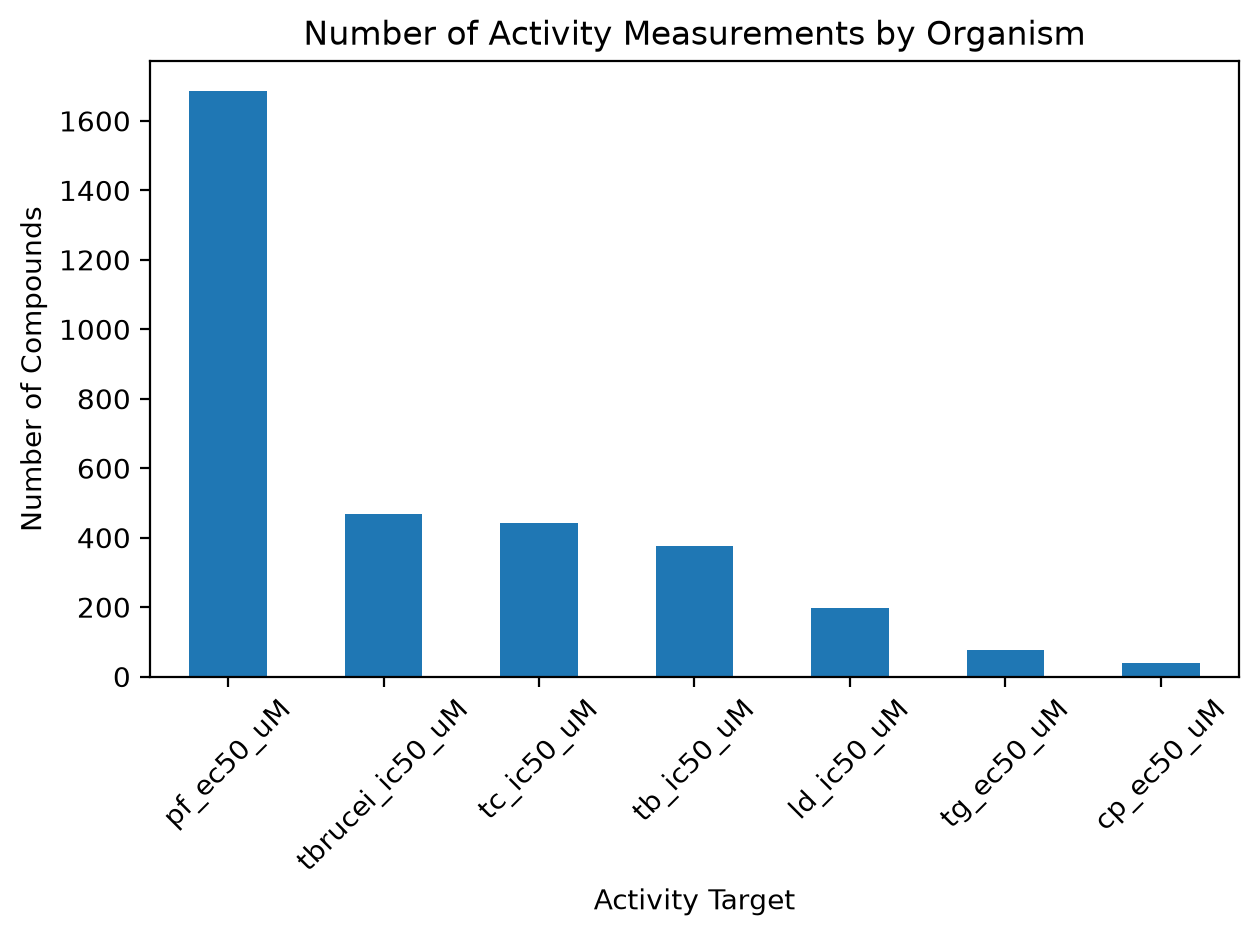 Number of Activity Measurements by Organism
Number of Compounds
1600
1400
1200
1000
800
600
400
200
0
pf_ec50_uM
tbrucei_ic50_uM
tc_ic50_uM
tb_ic50_uM
ld_ic50_uM
tg_ec50_uM
cp_ec50_uM
Activity Target